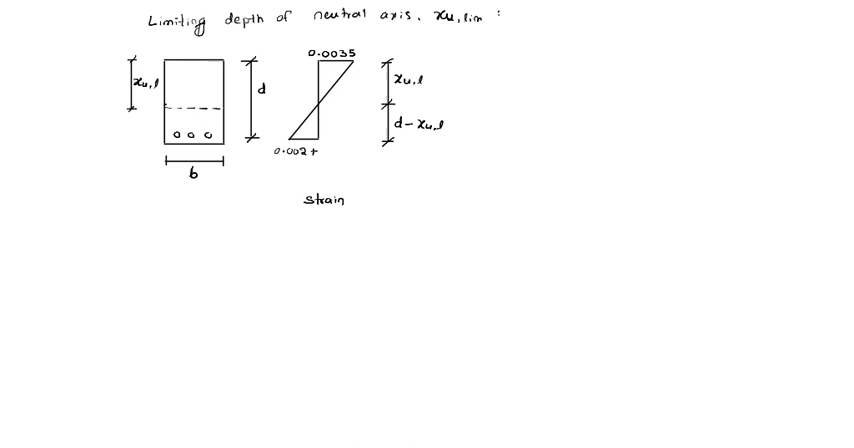 Limiting depth of neutral axis, xu,lim :
0.0035
xu,l
d
xu,l
d - xu,l
0.002 +
b
strain